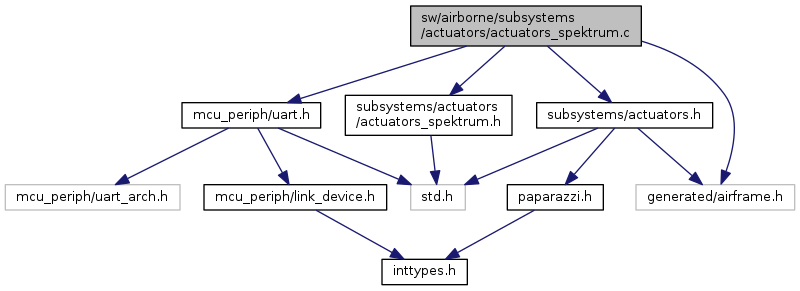 sw/airborne/subsystems
/actuators/actuators_spektrum.c
mcu_periph/uart.h
subsystems/actuators
/actuators_spektrum.h
subsystems/actuators.h
mcu_periph/uart_arch.h
mcu_periph/link_device.h
std.h
paparazzi.h
generated/airframe.h
inttypes.h